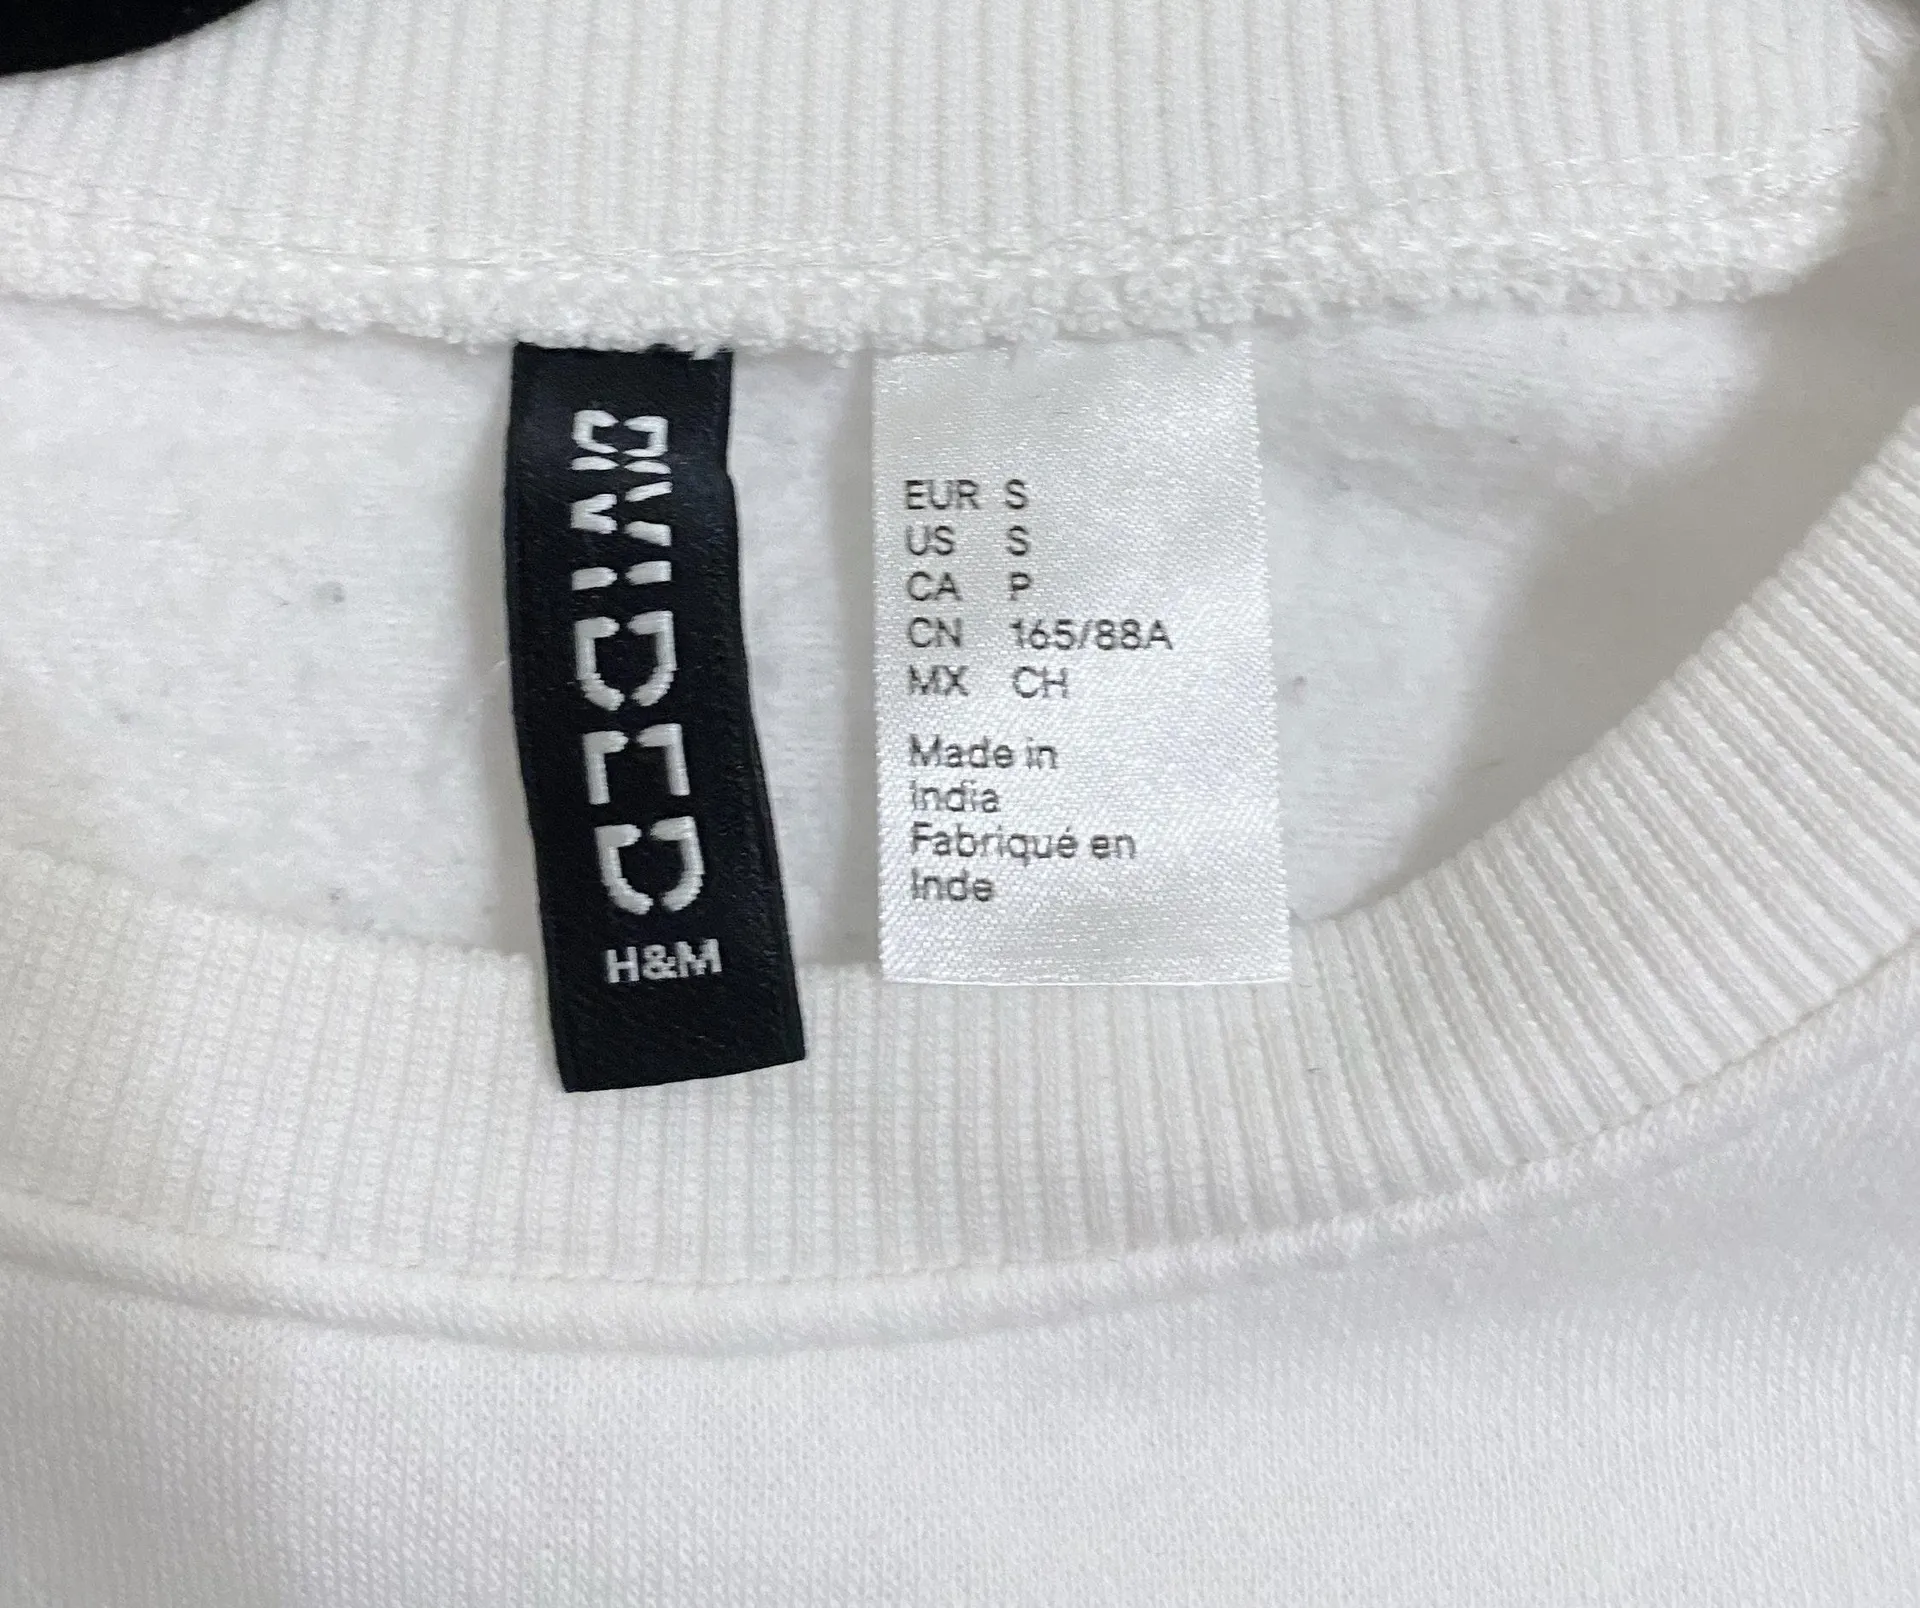 DIVIDED
H&M
EUR S
US S
CA P
CN 165/88A
MX CH
Made in
India
Fabriqué en
Inde